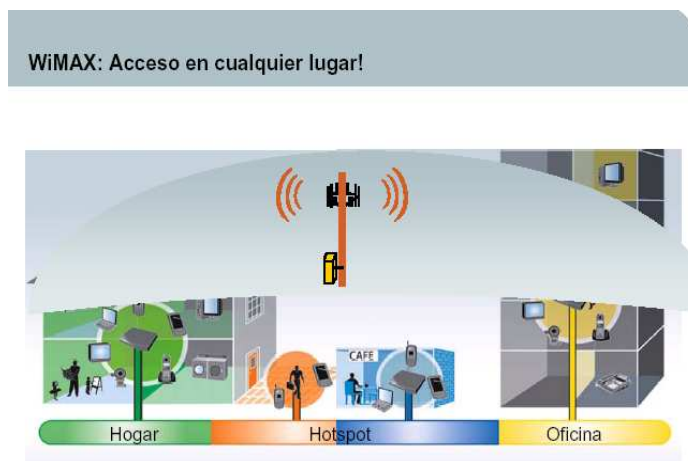 WiMAX: Acceso en cualquier lugar!
CAFE
Hogar
Hotspot
Oficina